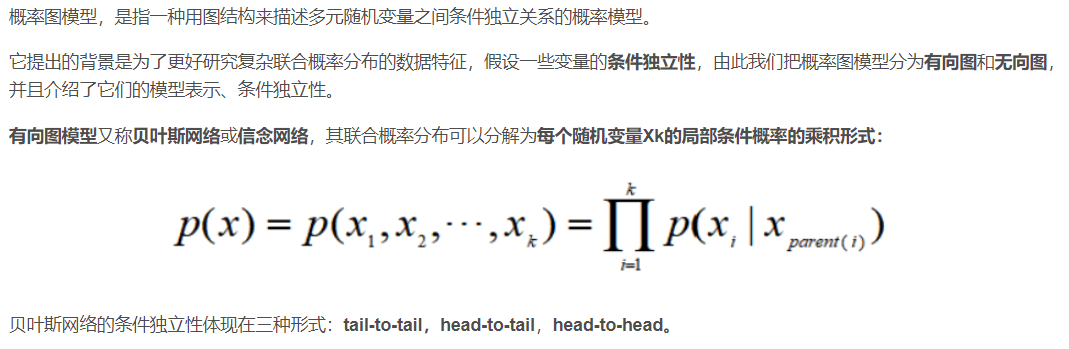 概率图模型，是指一种用图结构来描述多元随机变量之间条件独立关系的概率模型。
它提出的背景是为了更好研究复杂联合概率分布的数据特征，假设一些变量的条件独立性，由此我们把概率图模型分为有向图和无向图，
并且介绍了它们的模型表示、条件独立性。
有向图模型又称贝叶斯网络或信念网络，其联合概率分布可以分解为每个随机变量Xk的局部条件概率的乘积形式：
p(x) = p(x₁,x₂,⋯,xₖ) = ∏ᵢ₌₁ᵏ p(xᵢ | x_parent(i))
贝叶斯网络的条件独立性体现在三种形式：tail-to-tail，head-to-tail，head-to-head。